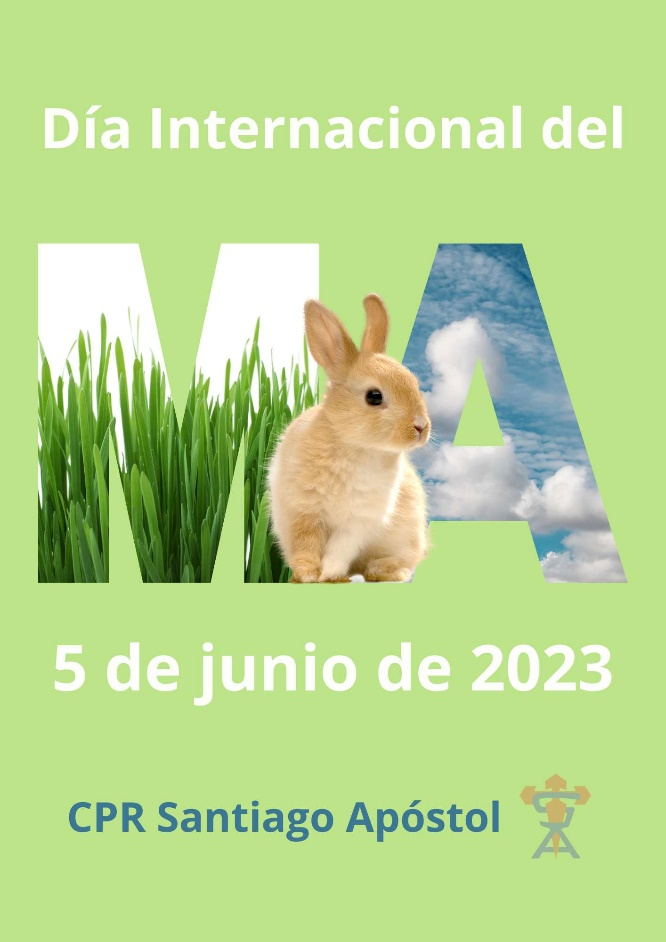 Día Internacional del
MA
5 de junio de 2023
CPR Santiago Apóstol